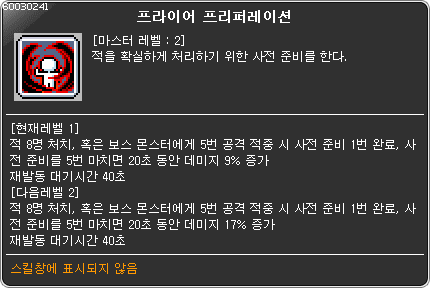 60030241
프라이어 프리퍼레이션
[마스터 레벨 : 2]
적을 확실하게 처리하기 위한 사전 준비를 한다.
[현재레벨 1]
적 8명 처치, 혹은 보스 몬스터에게 5번 공격 적중 시 사전 준비 1번 완료, 사
전 준비를 5번 마치면 20초 동안 데미지 9% 증가
재발동 대기시간 40초
[다음레벨 2]
적 8명 처치, 혹은 보스 몬스터에게 5번 공격 적중 시 사전 준비 1번 완료, 사
전 준비를 5번 마치면 20초 동안 데미지 17% 증가
재발동 대기시간 40초
스킬창에 표시되지 않음